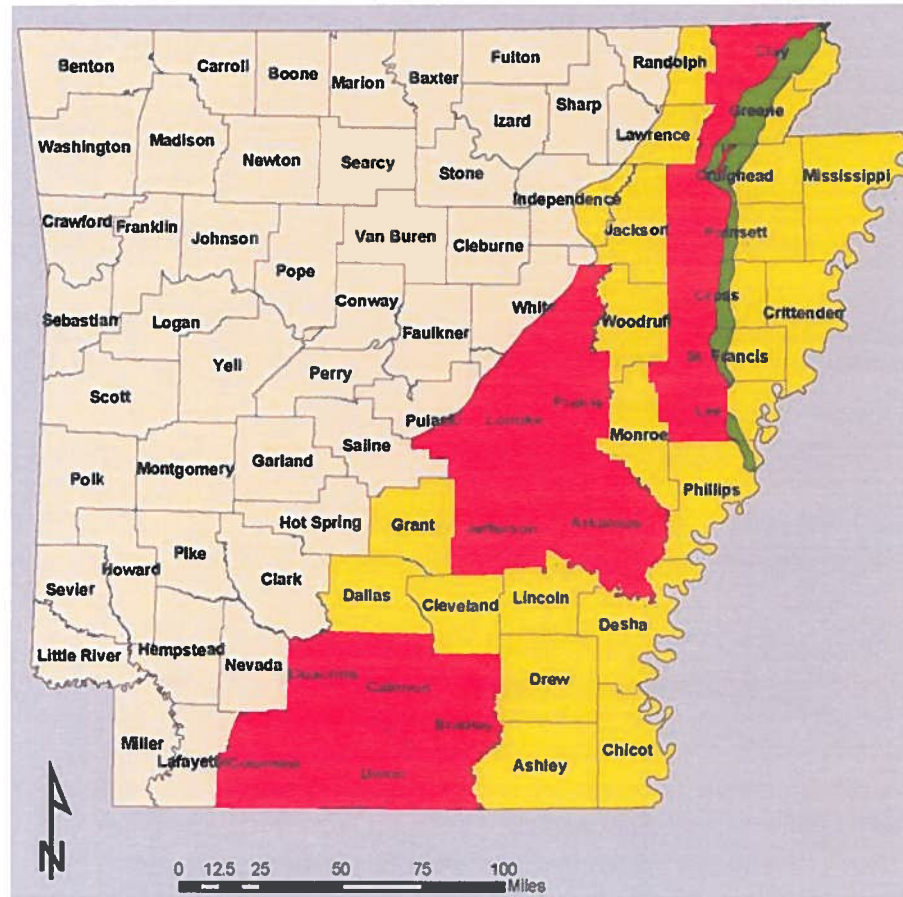 Benton
Carroll
Boone
Marion
Baxter
Fulton
Randolph
Clay
Sharp
Izard
Greene
Washington
Madison
Newton
Searcy
Stone
Lawrence
Independence
Craighead
Mississippi
Crawford
Franklin
Johnson
Van Buren
Cleburne
Jackson
Poinsett
Pope
Conway
White
Cross
Sebastian
Logan
Faulkner
Woodruf
Crittenden
Yell
Perry
St. Francis
Scott
Pulask
Lonoke
Prairie
Lee
Saline
Monroe
Polk
Montgomery
Garland
Phillips
Hot Spring
Grant
Jefferson
Arkansas
Pike
Howard
Clark
Sevier
Dallas
Cleveland
Lincoln
Desha
Little River
Hempstead
Nevada
Ouachita
Calhoun
Drew
Bradley
Miller
Lafayette
Columbia
Union
Ashley
Chicot
N
0 12.5 25 50 75 100
Miles